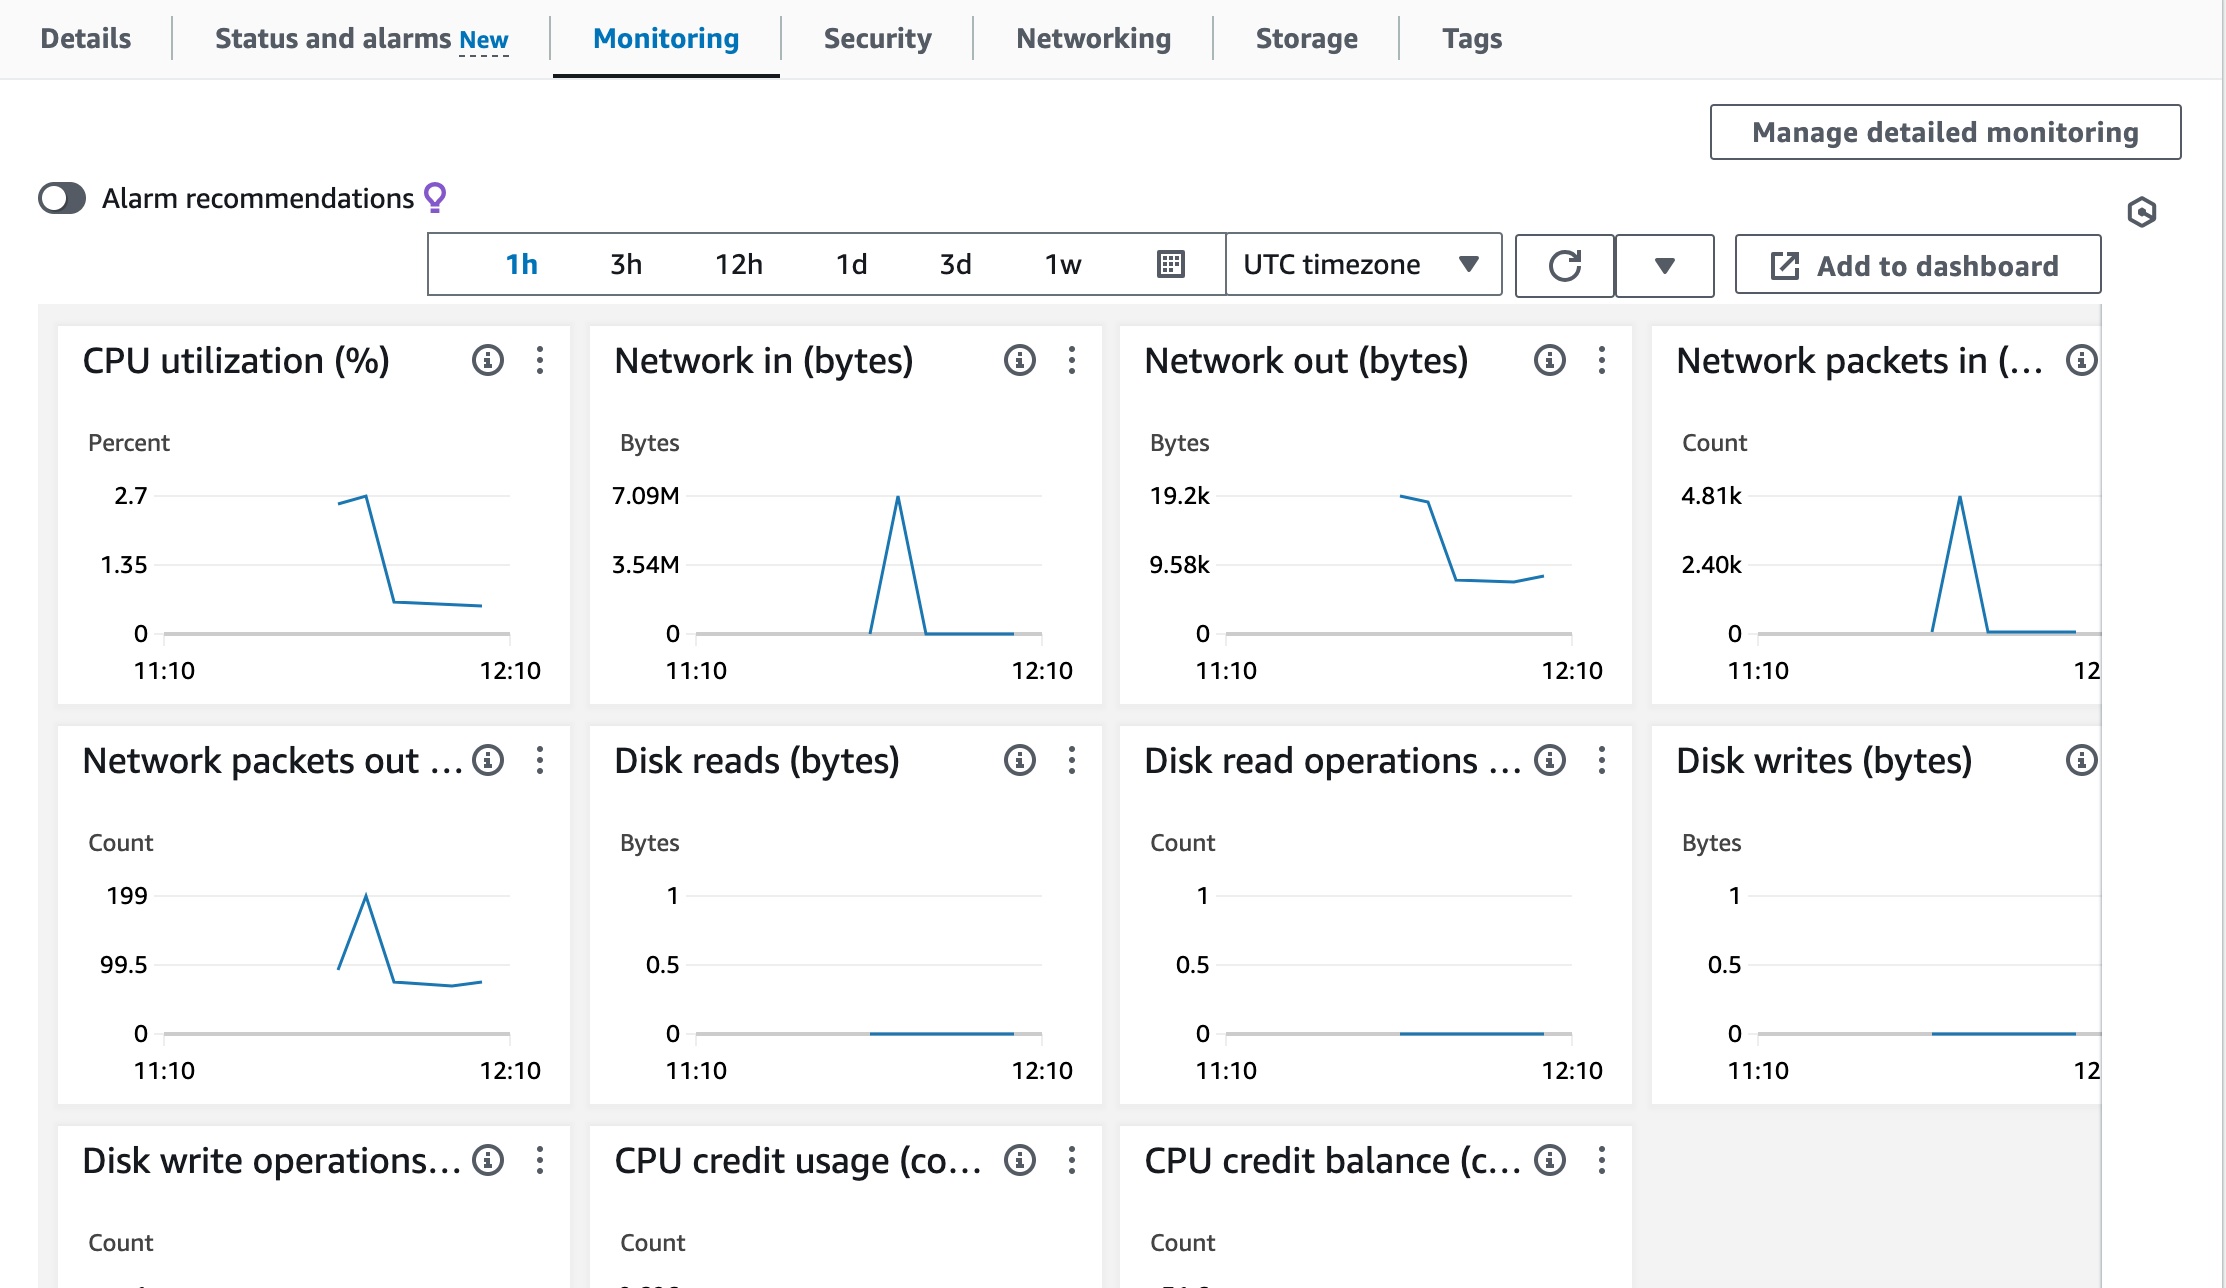 Details
Status and alarms New
Monitoring
Security
Networking
Storage
Tags
Manage detailed monitoring
Alarm recommendations
1h 3h 12h 1d 3d 1w
UTC timezone
Add to dashboard
CPU utilization (%)
Percent
2.7
1.35
0
11:10 12:10
Network in (bytes)
Bytes
7.09M
3.54M
0
11:10 12:10
Network out (bytes)
Bytes
19.2k
9.58k
0
11:10 12:10
Network packets in (...
Count
4.81k
2.40k
0
11:10 12
Network packets out ...
Count
199
99.5
0
11:10 12:10
Disk reads (bytes)
Bytes
1
0.5
0
11:10 12:10
Disk read operations ...
Count
1
0.5
0
11:10 12:10
Disk writes (bytes)
Bytes
1
0.5
0
11:10 12
Disk write operations...
Count
CPU credit usage (co...
Count
CPU credit balance (c...
Count